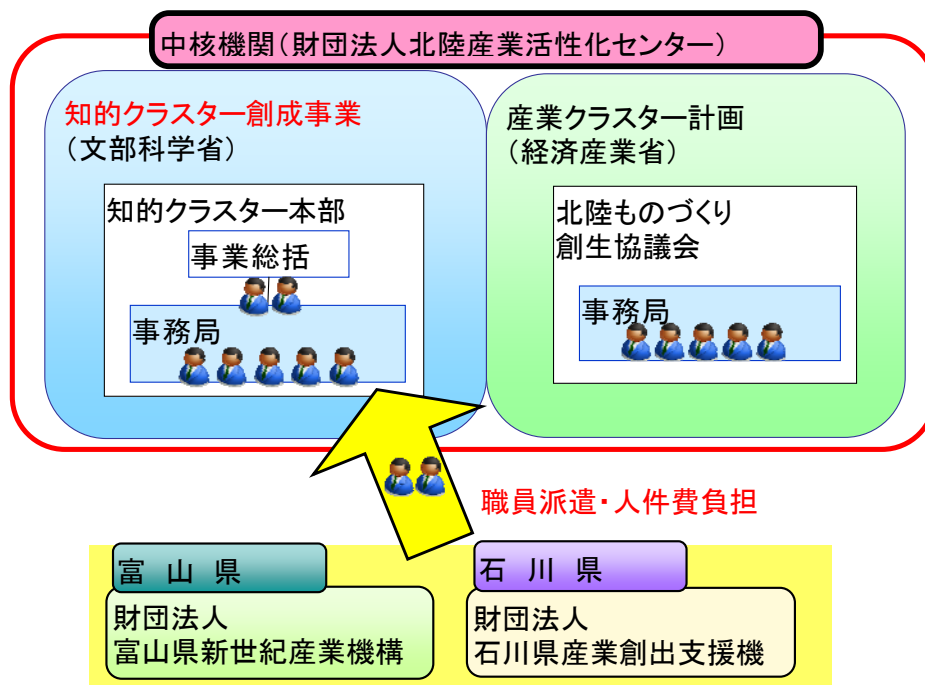 中核機関（財団法人北陸産業活性化センター）
知的クラスター創成事業
（文部科学省）
知的クラスター本部
事業総括
事務局
産業クラスター計画
（経済産業省）
北陸ものづくり
創生協議会
事務局
職員派遣・人件費負担
富　山　県
財団法人
富山県新世紀産業機構
石　川　県
財団法人
石川県産業創出支援機